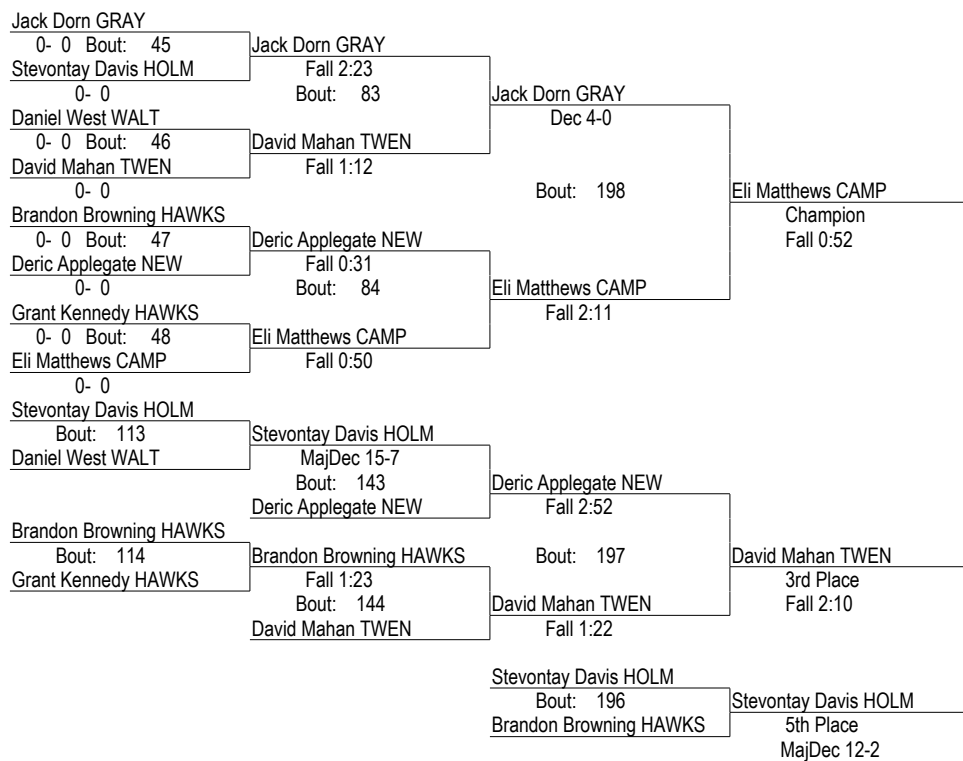 Jack Dorn GRAY
0- 0 Bout: 45 Jack Dorn GRAY
Stevontay Davis HOLM Fall 2:23
0- 0 Bout: 83 Jack Dorn GRAY
Daniel West WALT Dec 4-0
0- 0 Bout: 46 David Mahan TWEN
David Mahan TWEN Fall 1:12
0- 0 Bout: 198 Eli Matthews CAMP
Brandon Browning HAWKS Champion
0- 0 Bout: 47 Deric Applegate NEW Fall 0:52
Deric Applegate NEW Fall 0:31
0- 0 Bout: 84 Eli Matthews CAMP
Grant Kennedy HAWKS Fall 2:11
0- 0 Bout: 48 Eli Matthews CAMP
Eli Matthews CAMP Fall 0:50
0- 0
Stevontay Davis HOLM
Bout: 113 Stevontay Davis HOLM
Daniel West WALT MajDec 15-7
Bout: 143 Deric Applegate NEW
Deric Applegate NEW Fall 2:52
Brandon Browning HAWKS
Bout: 114 Brandon Browning HAWKS Bout: 197 David Mahan TWEN
Grant Kennedy HAWKS Fall 1:23 3rd Place
Bout: 144 David Mahan TWEN Fall 2:10
David Mahan TWEN Fall 1:22
Stevontay Davis HOLM
Bout: 196 Stevontay Davis HOLM
Brandon Browning HAWKS 5th Place
MajDec 12-2